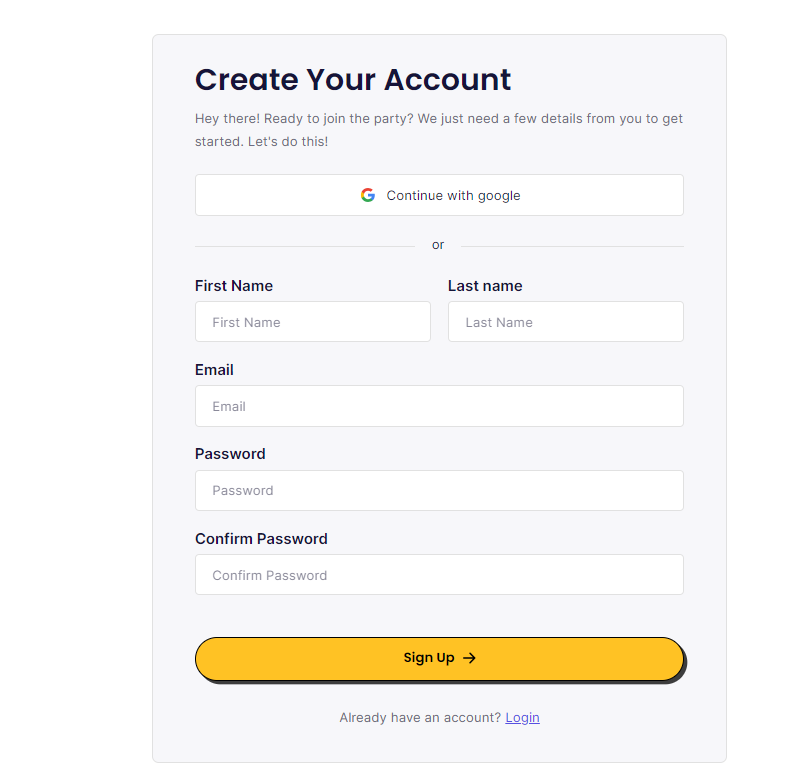 Create Your Account
Hey there! Ready to join the party? We just need a few details from you to get
started. Let's do this!
Continue with google
or
First Name
Last name
First Name
Last Name
Email
Email
Password
Password
Confirm Password
Confirm Password
Sign Up →
Already have an account? Login